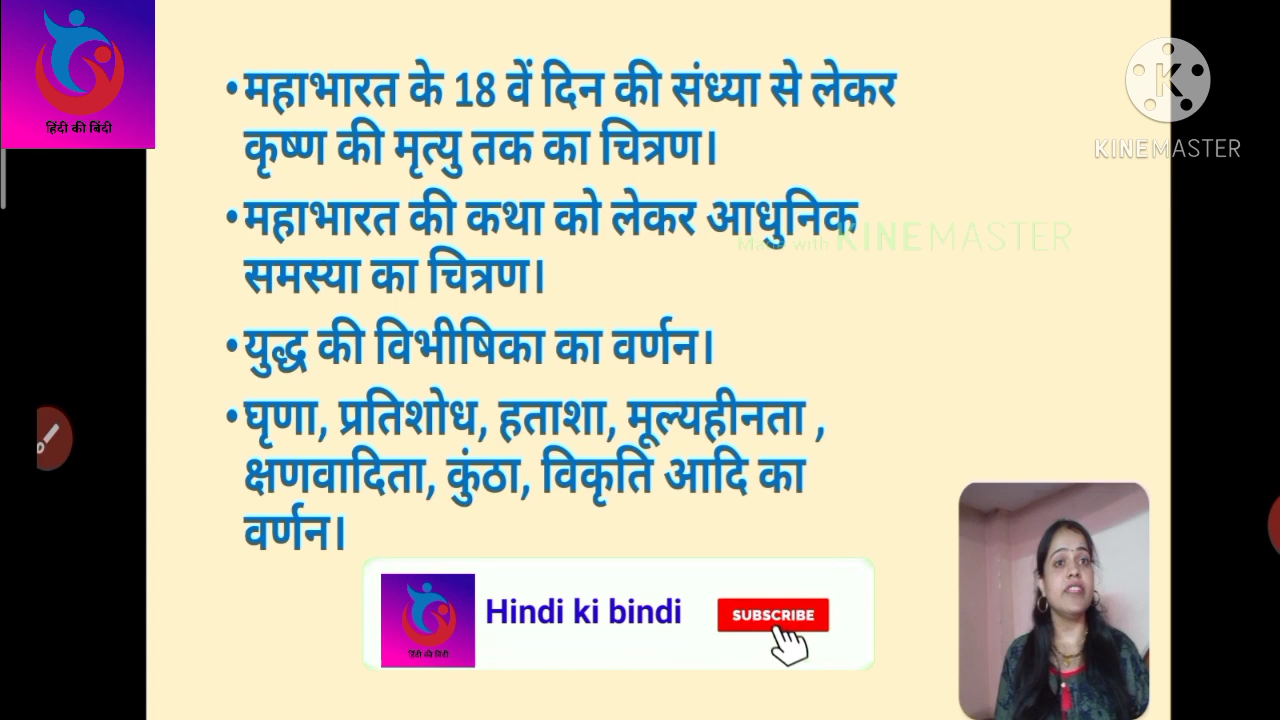 हिंदी की बिंदी
K
KINEMASTER
•महाभारत के 18 वें दिन की संध्या से लेकर
कृष्ण की मृत्यु तक का चित्रण।
•महाभारत की कथा को लेकर आधुनिक
समस्या का चित्रण।
Made with KINEMASTER
•युद्ध की विभीषिका का वर्णन।
•घृणा, प्रतिशोध, हताशा, मूल्यहीनता ,
क्षणवादिता, कुंठा, विकृति आदि का
वर्णन।
Hindi ki bindi
SUBSCRIBE
हिंदी की बिंदी